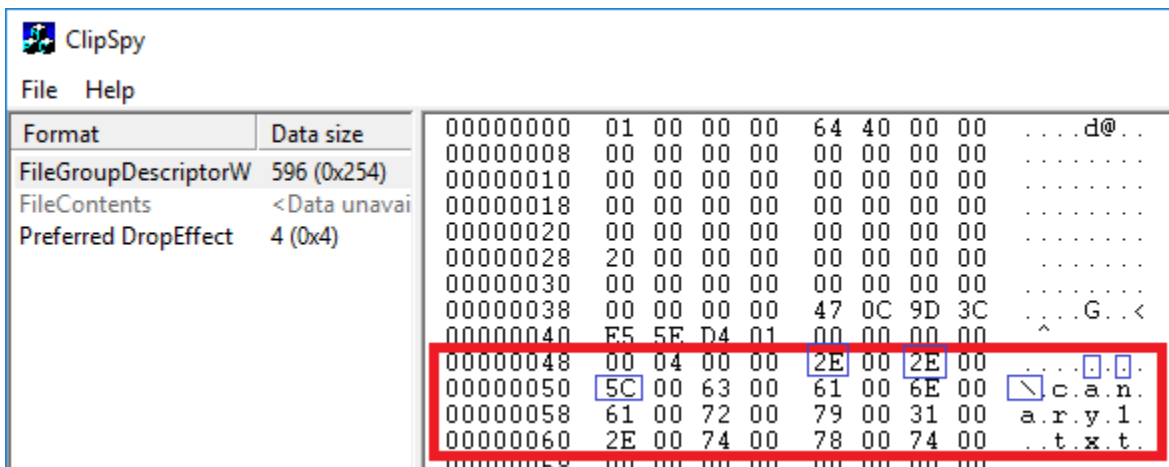 ClipSpy
File Help
Format Data size
FileGroupDescriptorW 596 (0x254)
FileContents <Data unavai
Preferred DropEffect 4 (0x4)
00000000 01 00 00 00 64 40 00 00 ....d@..
00000008 00 00 00 00 00 00 00 00 ........
00000010 00 00 00 00 00 00 00 00 ........
00000018 00 00 00 00 00 00 00 00 ........
00000020 00 00 00 00 00 00 00 00 ........
00000028 20 00 00 00 00 00 00 00 .......
00000030 00 00 00 00 00 00 00 00 ........
00000038 00 00 00 00 47 0C 9D 3C ....G..<
00000040 E5 5E D4 01 00 00 00 00 ^
00000048 00 04 00 00 2E 00 2E 00 ........
00000050 5C 00 63 00 61 00 6E 00 \.c.a.n.
00000058 61 00 72 00 79 00 31 00 a.r.y.1.
00000060 2E 00 74 00 78 00 74 00 ..t.x.t.